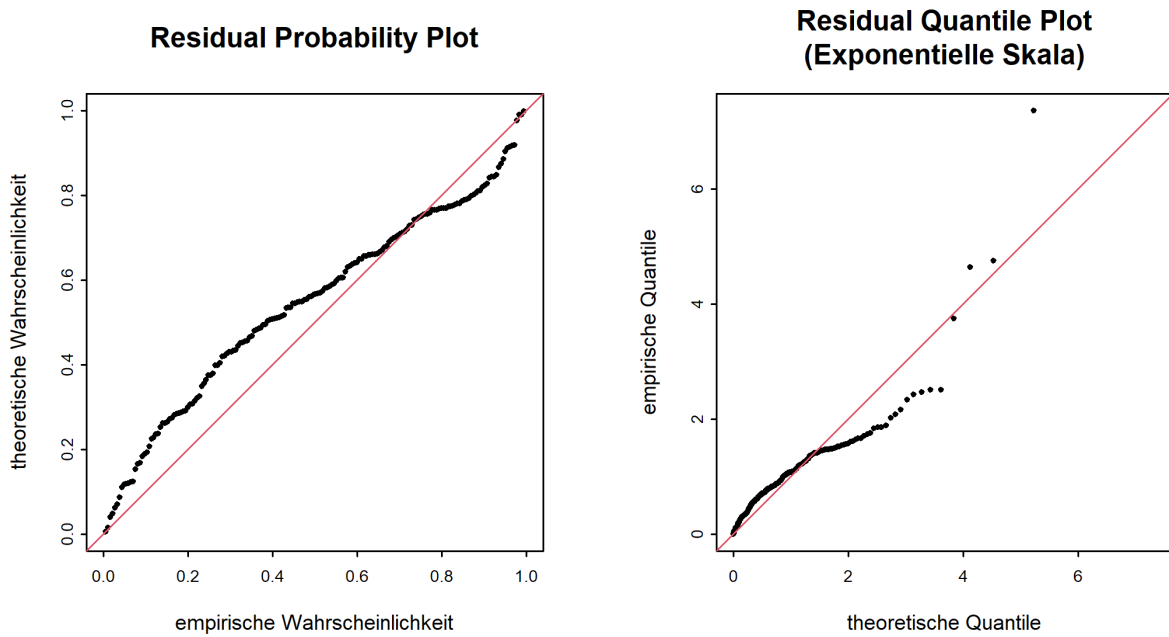 Residual Probability Plot
theoretische Wahrscheinlichkeit
0.0 0.2 0.4 0.6 0.8 1.0
0.0 0.2 0.4 0.6 0.8 1.0
empirische Wahrscheinlichkeit
Residual Quantile Plot
(Exponentielle Skala)
empirische Quantile
0 2 4 6
0 2 4 6
theoretische Quantile